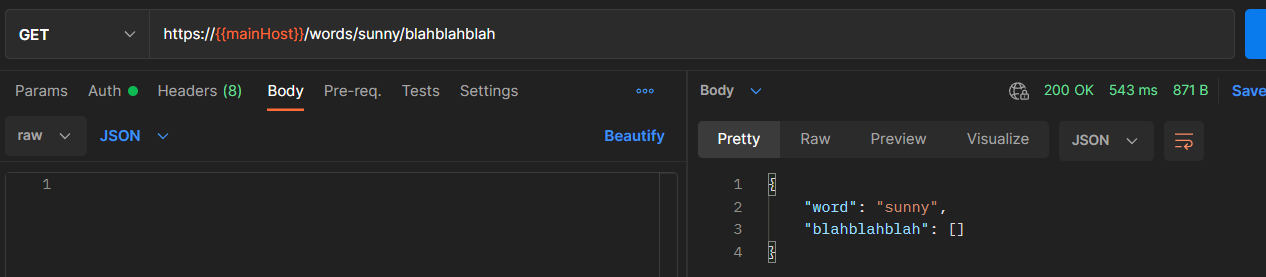 GET https://{{mainHost}}/words/sunny/blahblahblah
Params Auth Headers (8) Body Pre-req. Tests Settings
raw JSON Beautify
1
Body 200 OK 543 ms 871 B Save
Pretty Raw Preview Visualize JSON
1 {
2 "word": "sunny",
3 "blahblahblah": []
4 }